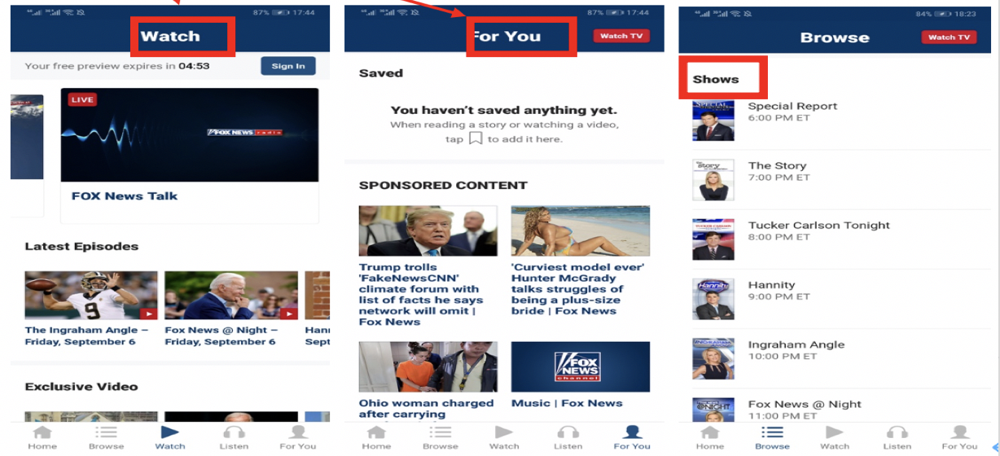 87% 17:44
Watch
Your free preview expires in 04:53
Sign In
LIVE
FOX NEWS radio
FOX News Talk
Latest Episodes
The Ingraham Angle –
Friday, September 6
Fox News @ Night –
Friday, September 6
Hann
Sept
Exclusive Video
Home
Browse
Watch
Listen
For You
87% 17:44
For You
Watch TV
Saved
You haven't saved anything yet.
When reading a story or watching a video,
tap to add it here.
SPONSORED CONTENT
Trump trolls
'FakeNewsCNN'
climate forum with
list of facts he says
network will omit |
Fox News
'Curviest model ever'
Hunter McGrady
talks struggles of
being a plus-size
bride | Fox News
FOX
NEWS
channel
Ohio woman charged
after carrying
Music | Fox News
Home
Browse
Watch
Listen
For You
84% 18:23
Browse
Watch TV
Shows
SPECIAL
Special Report
6:00 PM ET
the story
The Story
7:00 PM ET
TUCKER CARLSON
Tucker Carlson Tonight
8:00 PM ET
Hannity
Hannity
9:00 PM ET
INGRAHAM
Ingraham Angle
10:00 PM ET
NIGHT
Fox News @ Night
11:00 PM ET
Home
Browse
Watch
Listen
For You